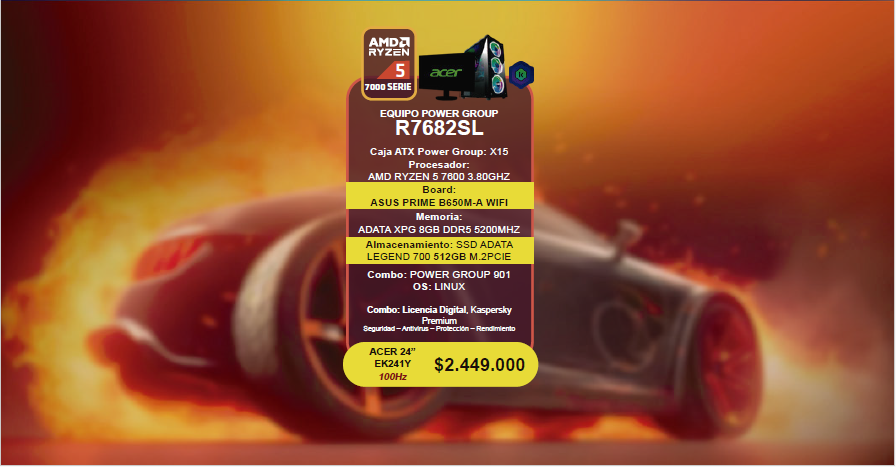 AMD
RYZEN
5
7000 SERIE
acer
K
EQUIPO POWER GROUP
R7682SL
Caja ATX Power Group: X15
Procesador:
AMD RYZEN 5 7600 3.80GHZ
Board:
ASUS PRIME B650M-A WIFI
Memoria:
ADATA XPG 8GB DDR5 5200MHZ
Almacenamiento: SSD ADATA
LEGEND 700 512GB M.2PCIE
Combo: POWER GROUP 901
OS: LINUX
Combo: Licencia Digital, Kaspersky
Premium
Seguridad – Antivirus – Protección – Rendimiento
ACER 24”
EK241Y
100Hz
$2.449.000